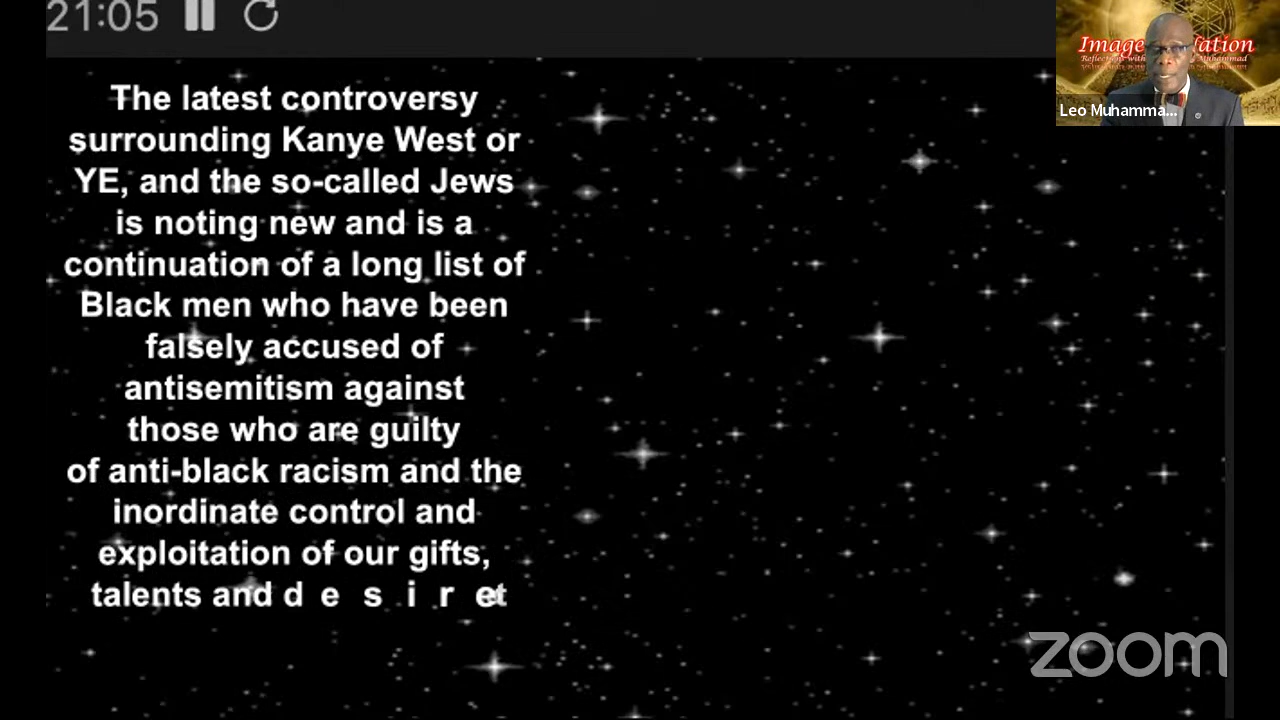 21:05
The latest controversy
surrounding Kanye West or
YE, and the so-called Jews
is noting new and is a
continuation of a long list of
Black men who have been
falsely accused of
antisemitism against
those who are guilty
of anti-black racism and the
inordinate control and
exploitation of our gifts,
talents and d e s i r
Image
Leo Muhamma...
zoom